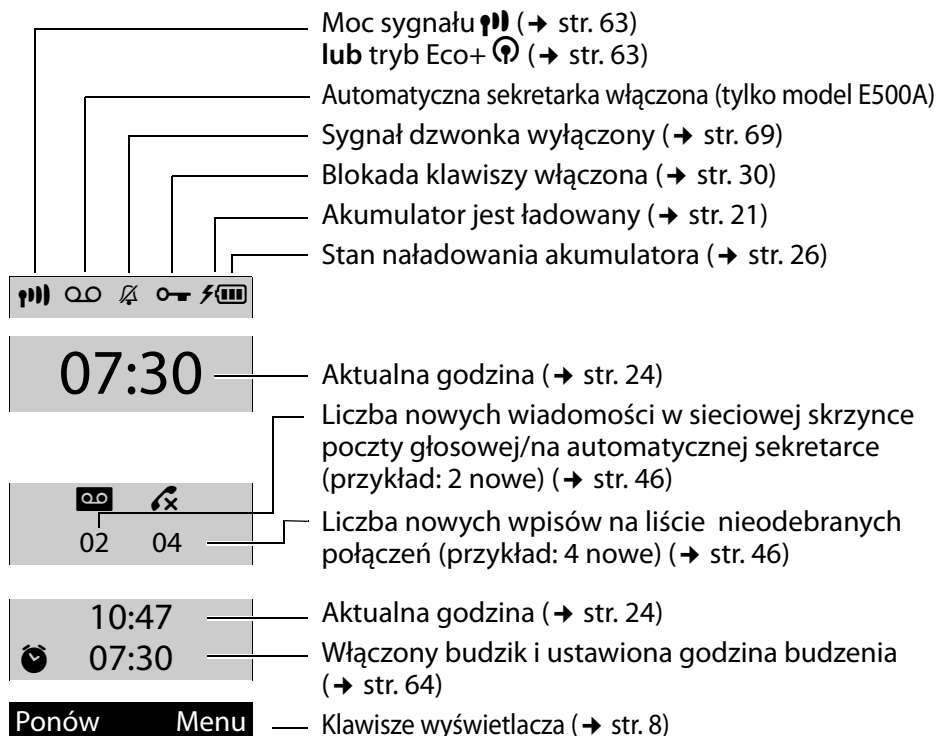 Moc sygnału (➔ str. 63)
lub tryb Eco+ (➔ str. 63)
Automatyczna sekretarka włączona (tylko model E500A)
Sygnał dzwonka wyłączony (➔ str. 69)
Blokada klawiszy włączona (➔ str. 30)
Akumulator jest ładowany (➔ str. 21)
Stan naładowania akumulatora (➔ str. 26)
07:30
Aktualna godzina (➔ str. 24)
Liczba nowych wiadomości w sieciowej skrzynce
poczty głosowej/na automatycznej sekretarce
(przykład: 2 nowe) (➔ str. 46)
02 04
Liczba nowych wpisów na liście nieodebranych
połączeń (przykład: 4 nowe) (➔ str. 46)
10:47
Aktualna godzina (➔ str. 24)
07:30
Włączony budzik i ustawiona godzina budzenia
(➔ str. 64)
Ponów Menu
Klawisze wyświetlacza (➔ str. 8)